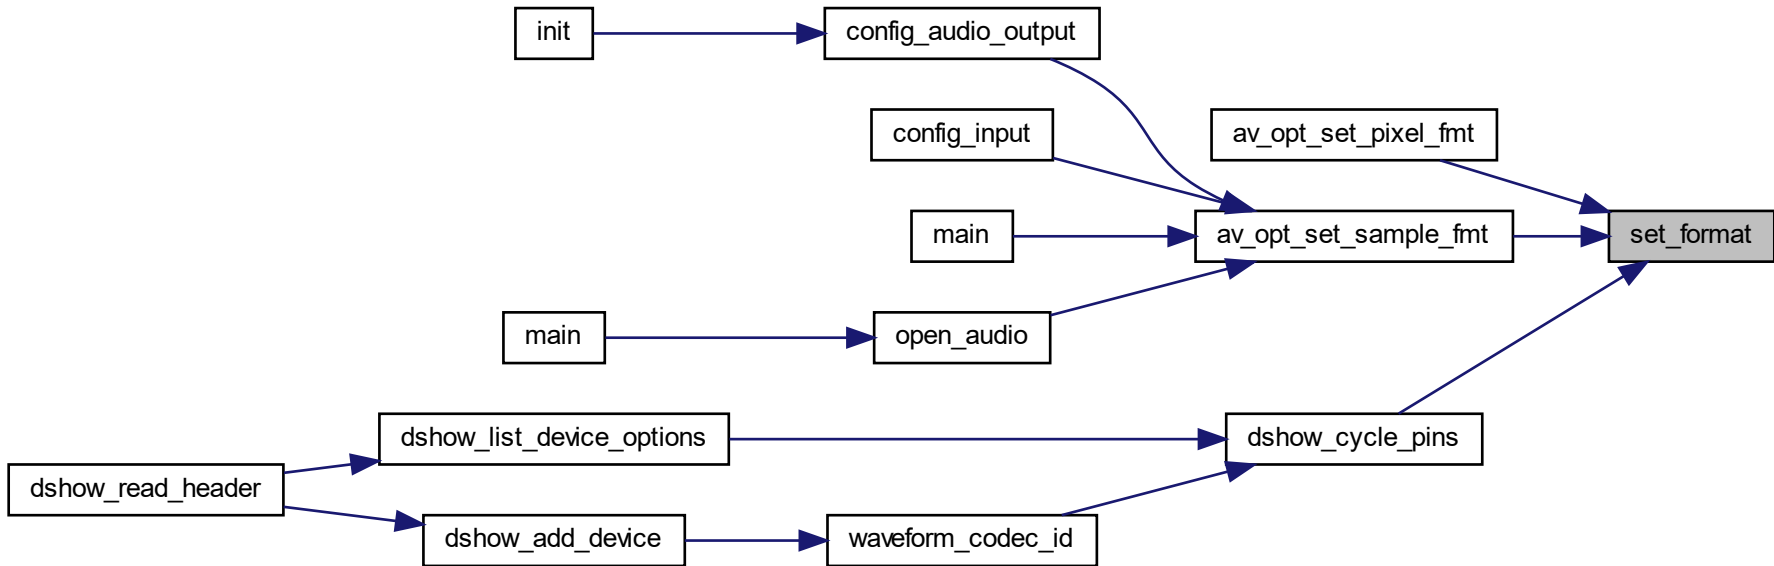 init
config_audio_output
config_input
av_opt_set_pixel_fmt
main
av_opt_set_sample_fmt
set_format
main
open_audio
dshow_list_device_options
dshow_cycle_pins
dshow_read_header
dshow_add_device
waveform_codec_id